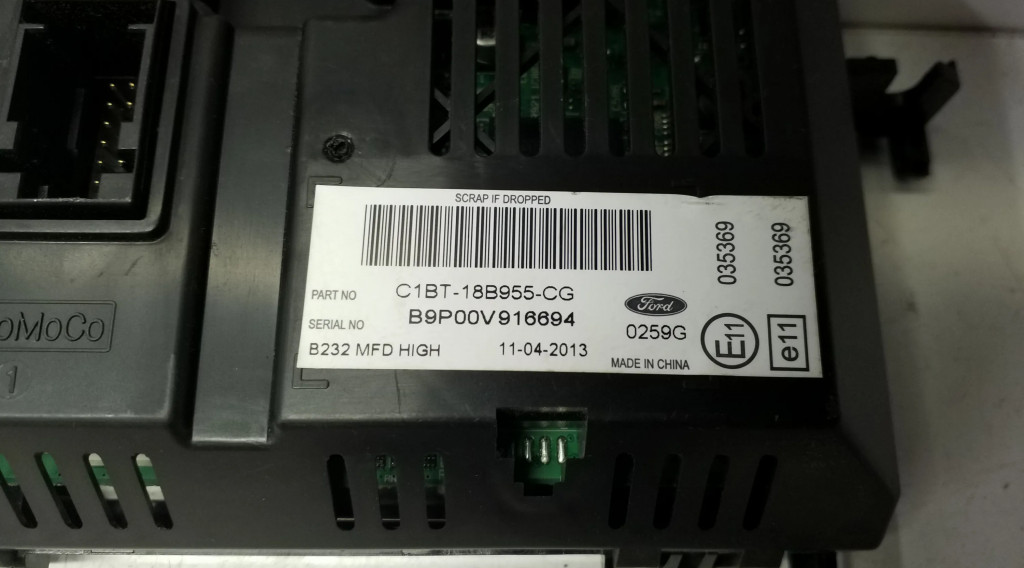 SCRAP IF DROPPED
PART NO C1BT-18B955-CG
SERIAL NO B9P00V916694
B232 MFD HIGH 11-04-2013
Ford
0259G
MADE IN CHINA
E11
e11
035369
035369
oMoCo
1